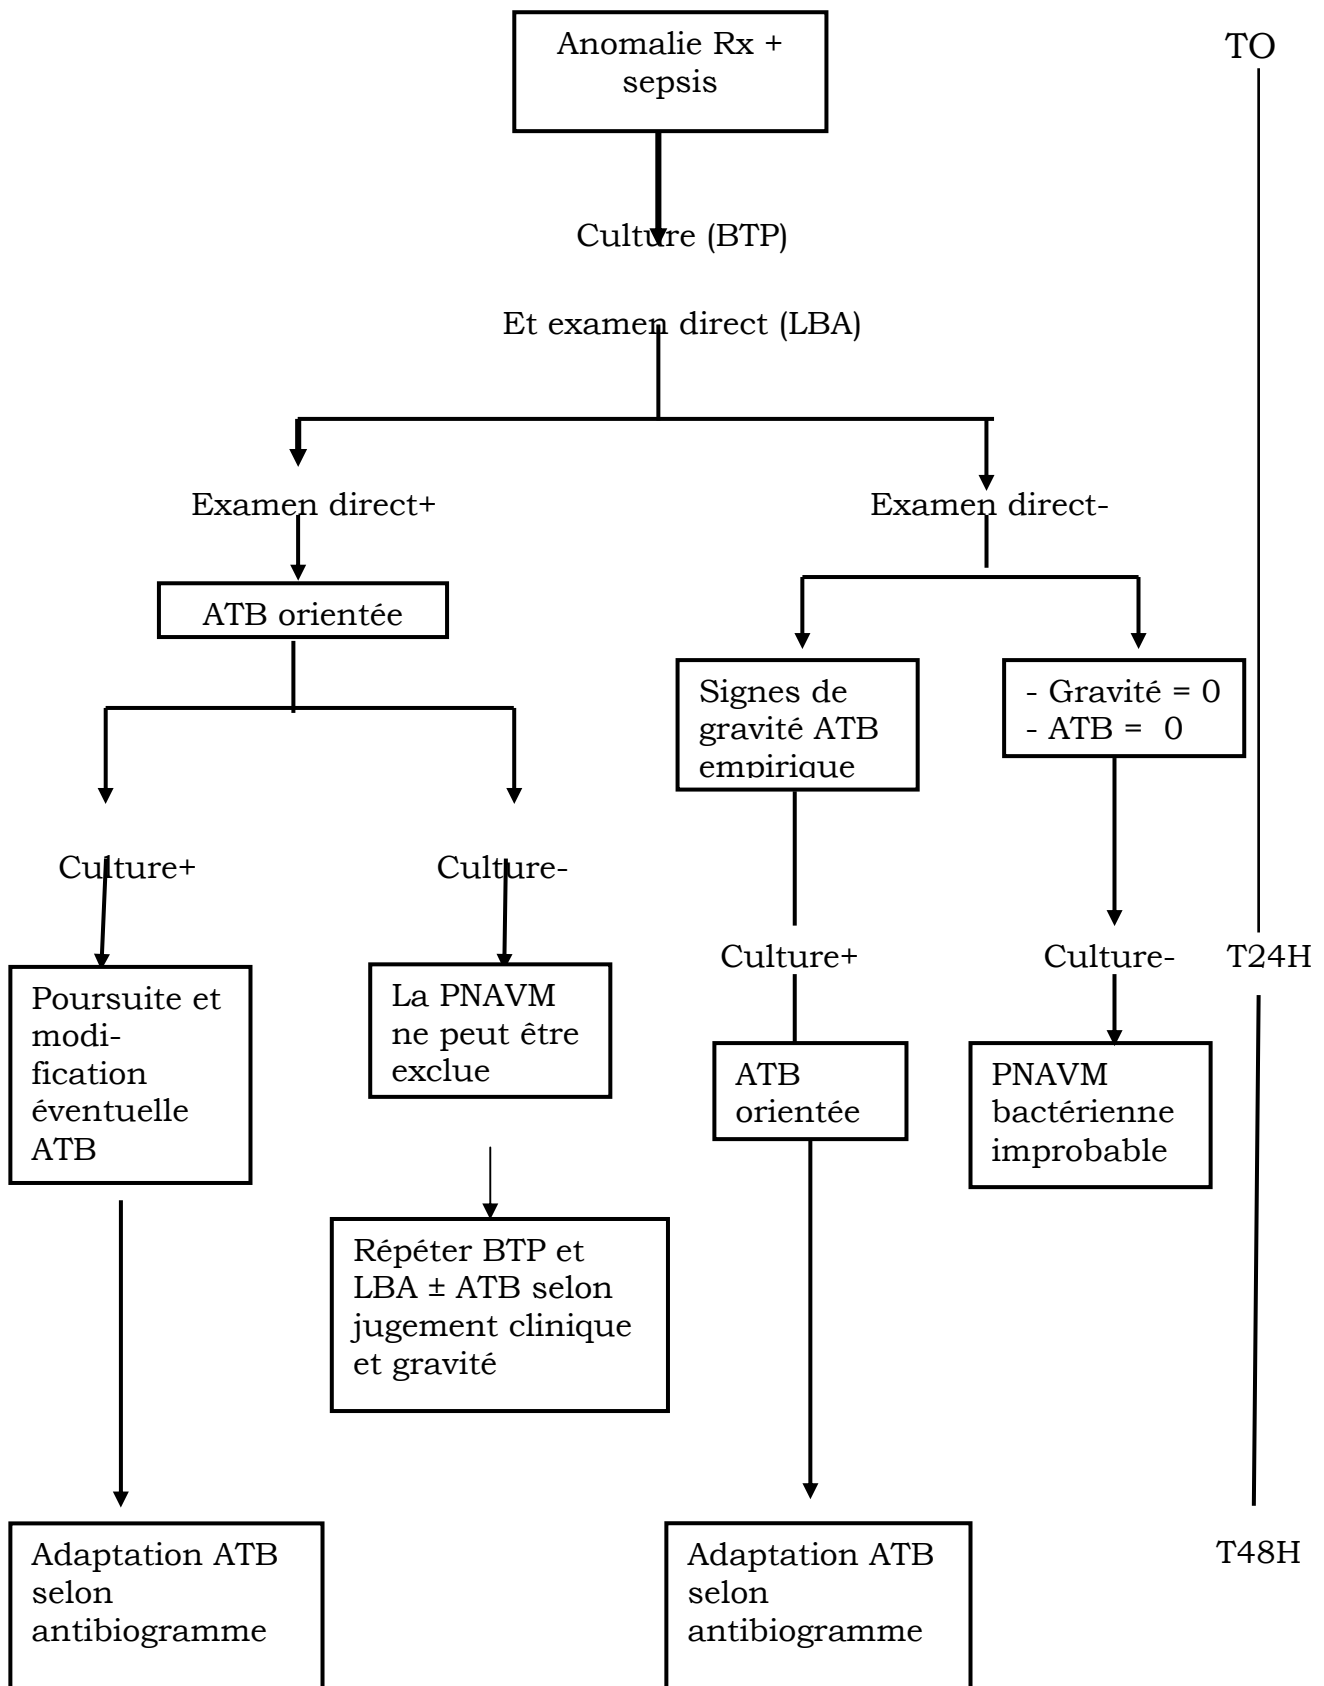 Anomalie Rx +
sepsis
TO
Culture (BTP)
Et examen direct (LBA)
Examen direct+
Examen direct-
ATB orientée
Signes de
gravité ATB
empirique
- Gravité = 0
- ATB =  0
Culture+
Culture-
Culture+
Culture-
T24H
Poursuite et
modi-
fication
éventuelle
ATB
La PNAVM
ne peut être
exclue
ATB
orientée
PNAVM
bactérienne
improbable
Répéter BTP et
LBA ± ATB selon
jugement clinique
et gravité
Adaptation ATB
selon
antibiogramme
Adaptation ATB
selon
antibiogramme
T48H